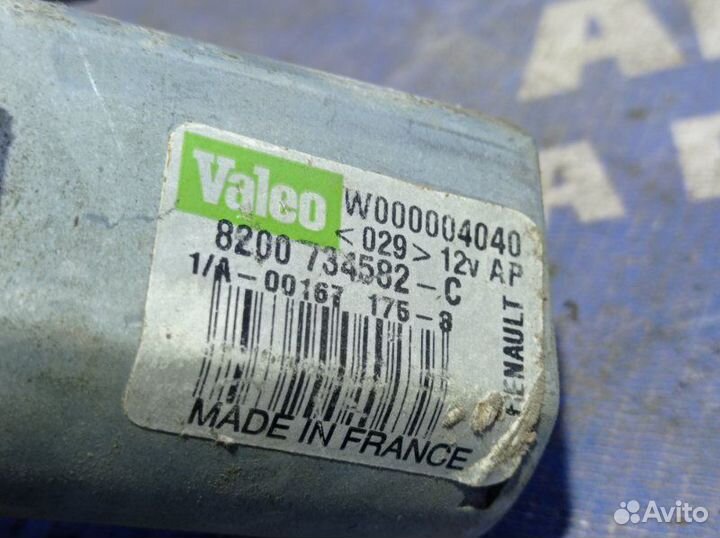 Valeo
W000004040
<029> 12v AP
8200 734582-C
1/A-00167 175-8
RENAULT
MADE IN FRANCE
Avito